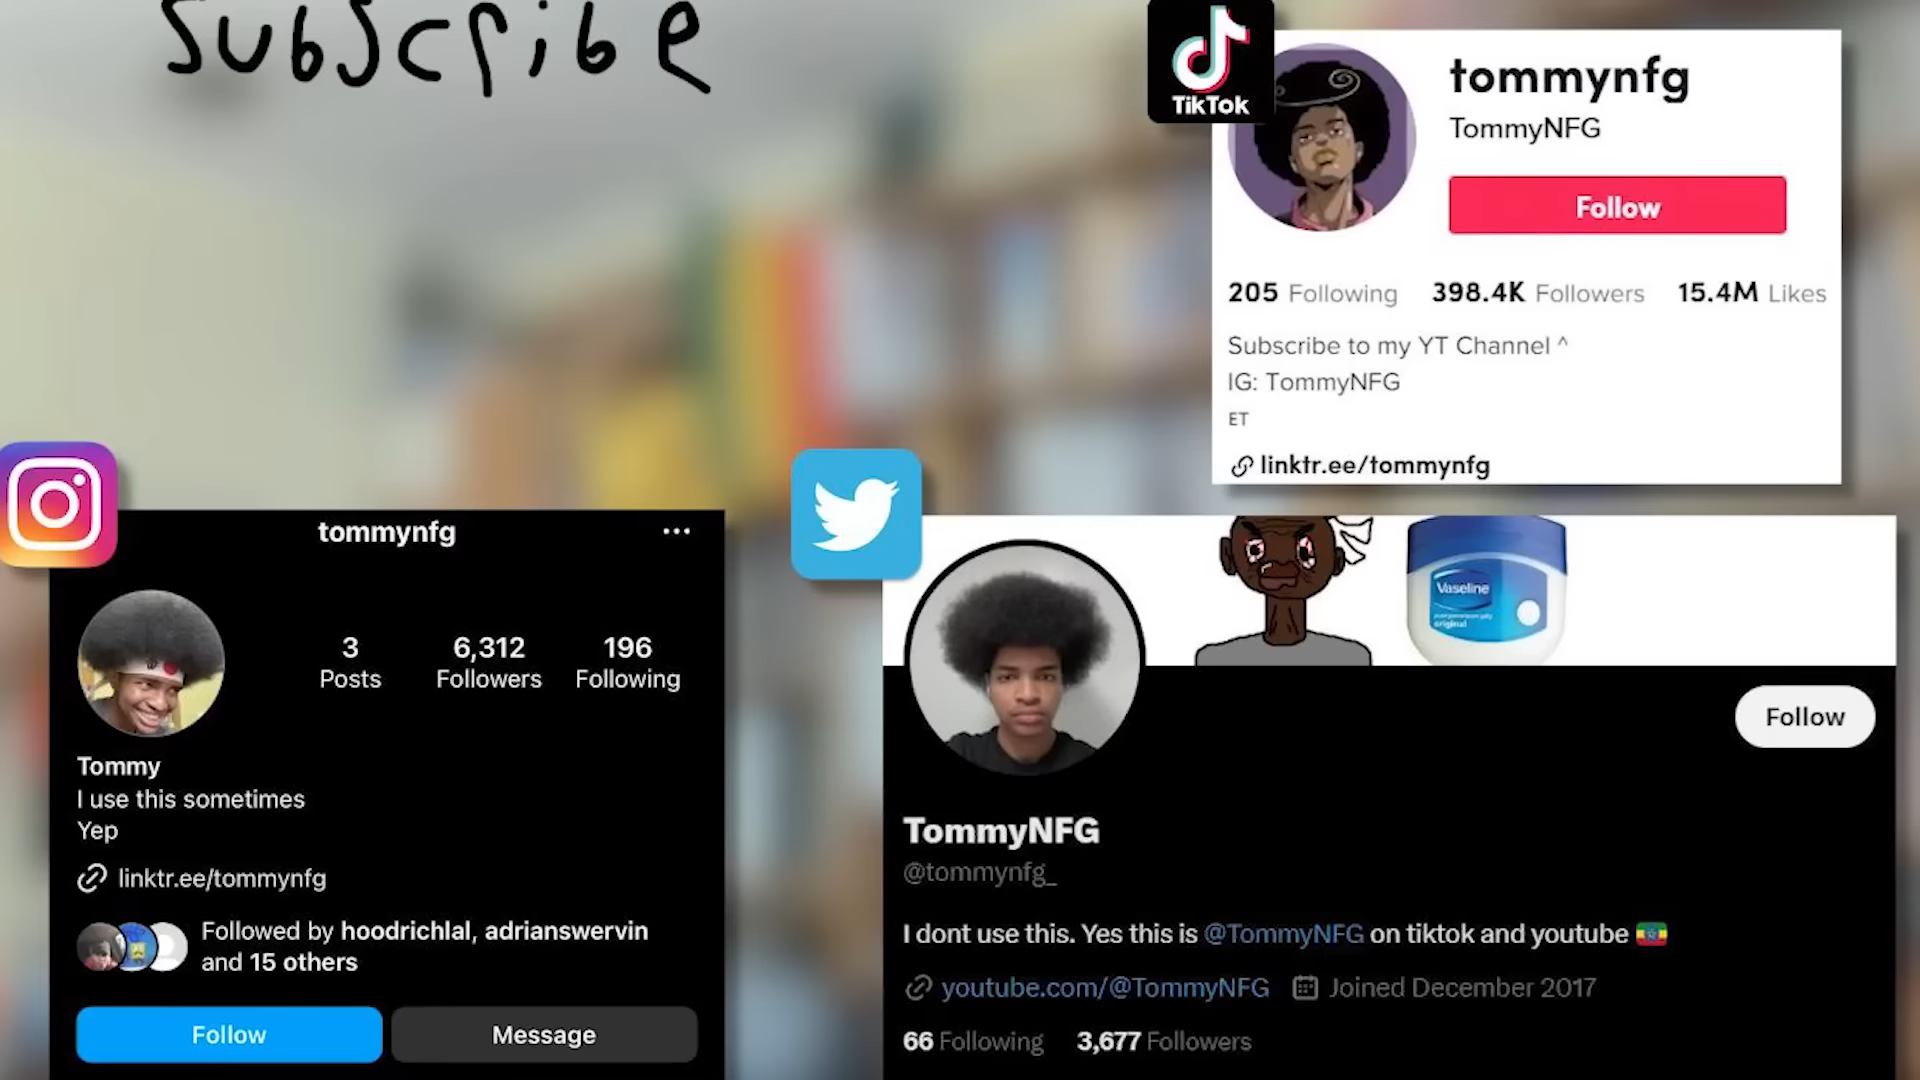 subscribe
TikTok
tommynfg
TommyNFG
Follow
205 Following 398.4K Followers 15.4M Likes
Subscribe to my YT Channel ^
IG: TommyNFG
ET
linktr.ee/tommynfg
tommynfg ...
3 6,312 196
Posts Followers Following
Tommy
I use this sometimes
Yep
linktr.ee/tommynfg
Followed by hoodrichlal, adrianswervin
and 15 others
Follow Message
Vaseline
original
Follow
TommyNFG
@tommynfg_
I dont use this. Yes this is @TommyNFG on tiktok and youtube
youtube.com/@TommyNFG Joined December 2017
66 Following 3,677 Followers